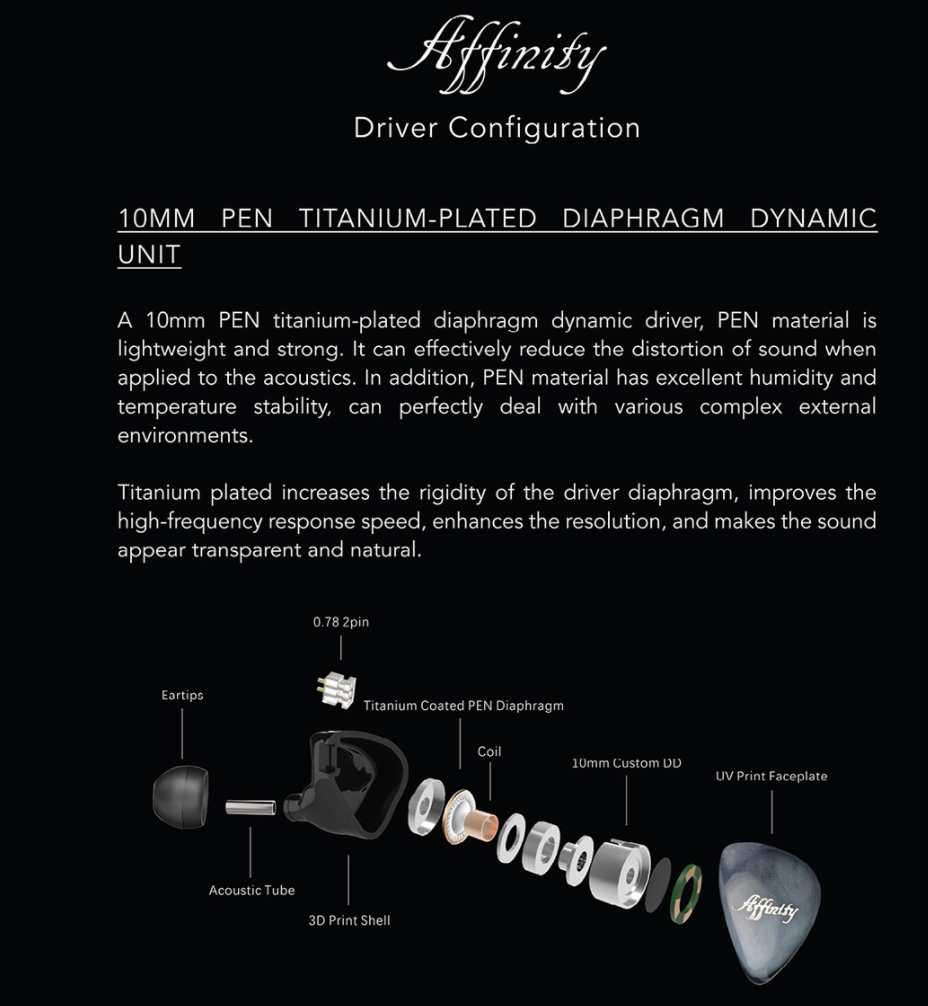 Affinity
Driver Configuration
10MM PEN TITANIUM-PLATED DIAPHRAGM DYNAMIC
UNIT
A 10mm PEN titanium-plated diaphragm dynamic driver, PEN material is
lightweight and strong. It can effectively reduce the distortion of sound when
applied to the acoustics. In addition, PEN material has excellent humidity and
temperature stability, can perfectly deal with various complex external
environments.
Titanium plated increases the rigidity of the driver diaphragm, improves the
high-frequency response speed, enhances the resolution, and makes the sound
appear transparent and natural.
0.78 2pin
Eartips
Titanium Coated PEN Diaphragm
Coil
10mm Custom DD
UV Print Faceplate
Acoustic Tube
3D Print Shell
Affinity